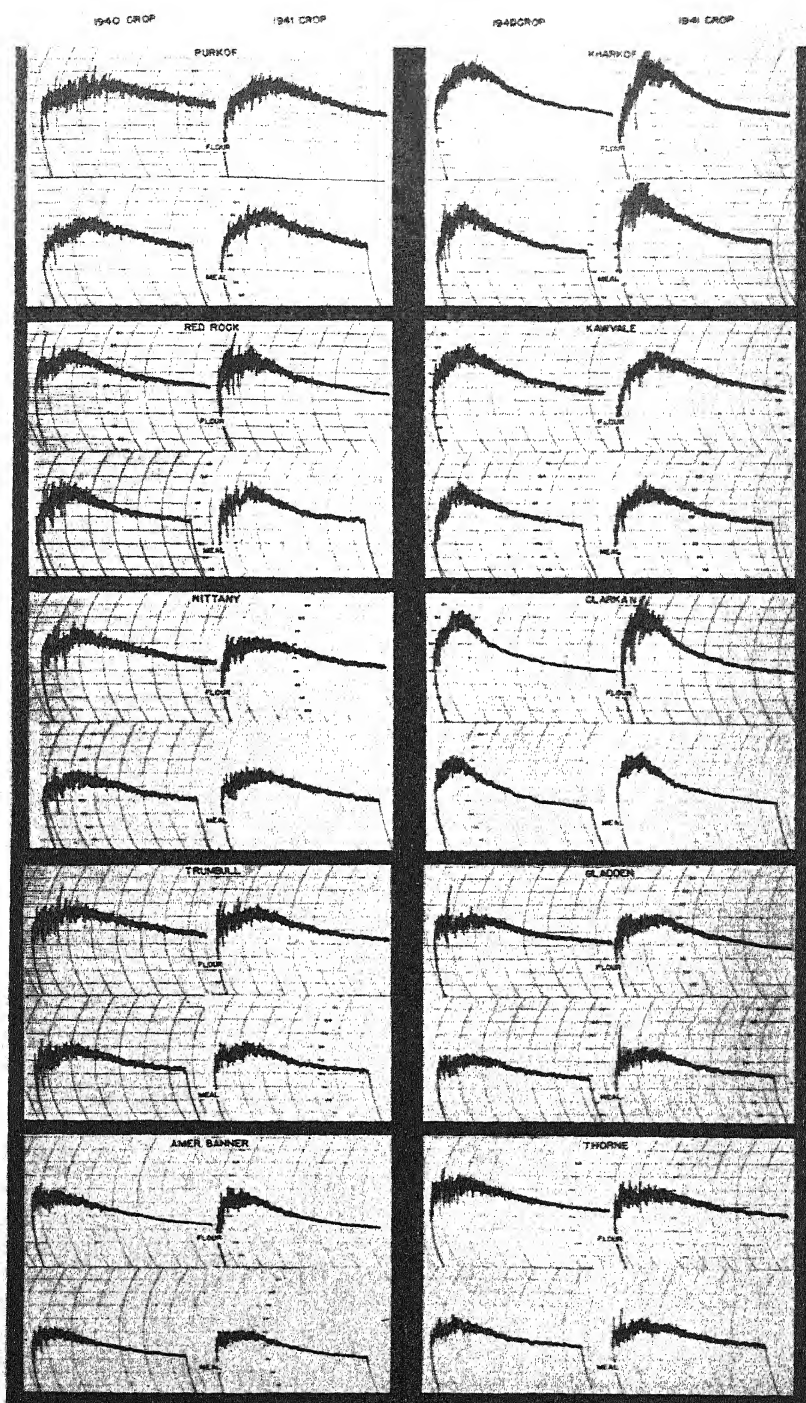 1940 CROP 1941 CROP 1940 CROP 1941 CROP
PURKOF
FLOUR
MEAL
KHARKOF
FLOUR
MEAL
RED ROCK
FLOUR
MEAL
KAWVALE
FLOUR
MEAL
NITTANY
FLOUR
MEAL
CLARKAN
FLOUR
MEAL
TRUMBULL
FLOUR
MEAL
GLADDEN
FLOUR
MEAL
AMER. BANNER
FLOUR
MEAL
THORNE
FLOUR
MEAL